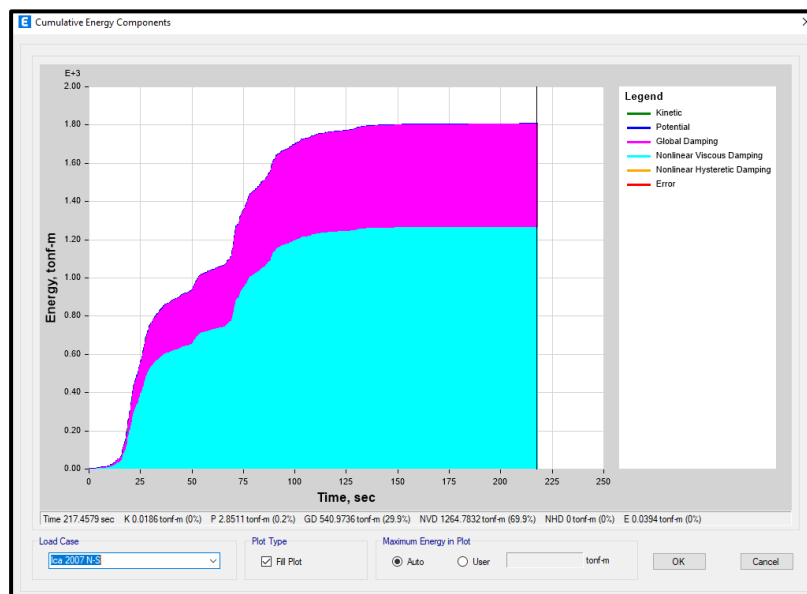 E Cumulative Energy Components
E+3
2.00
1.80
1.60
1.40
1.20
1.00
0.80
0.60
0.40
0.20
0.00
Energy, tonf-m
0 25 50 75 100 125 150 175 200 225 250
Time, sec
Legend
Kinetic
Potential
Global Damping
Nonlinear Viscous Damping
Nonlinear Hysteretic Damping
Error
Time 217.4579 sec K 0.0186 tonf-m (0%) P 2.8511 tonf-m (0.2%) GD 540.9736 tonf-m (29.9%) NVD 1264.7832 tonf-m (69.9%) NHD 0 tonf-m (0%) E 0.0394 tonf-m (0%)
Load Case
Ica 2007 N-S
Plot Type
Fill Plot
Maximum Energy in Plot
Auto User tonf-m
OK
Cancel